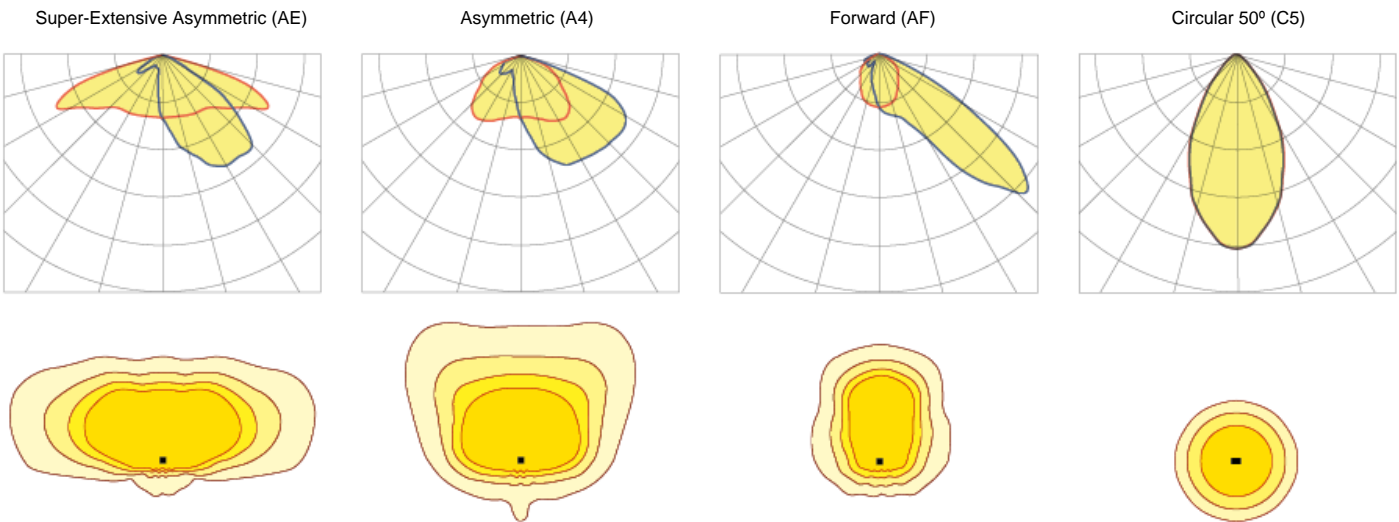 Super-Extensive Asymmetric (AE)
Asymmetric (A4)
Forward (AF)
Circular 50º (C5)